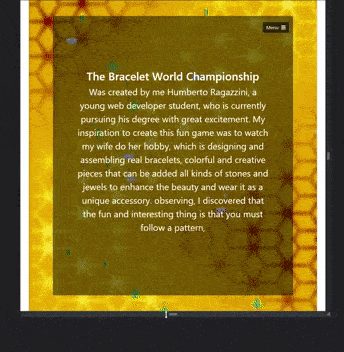 Menu
The Bracelet World Championship
Was created by me Humberto Ragazzini, a
young web developer student, who is currently
pursuing his degree with great excitement. My
inspiration to create this fun game was to watch
my wife do her hobby, which is designing and
assembling real bracelets, colorful and creative
pieces that can be added all kinds of stones and
jewels to enhance the beauty and wear it as a
unique accessory. observing, I discovered that
the fun and interesting thing is that you must
follow a pattern,